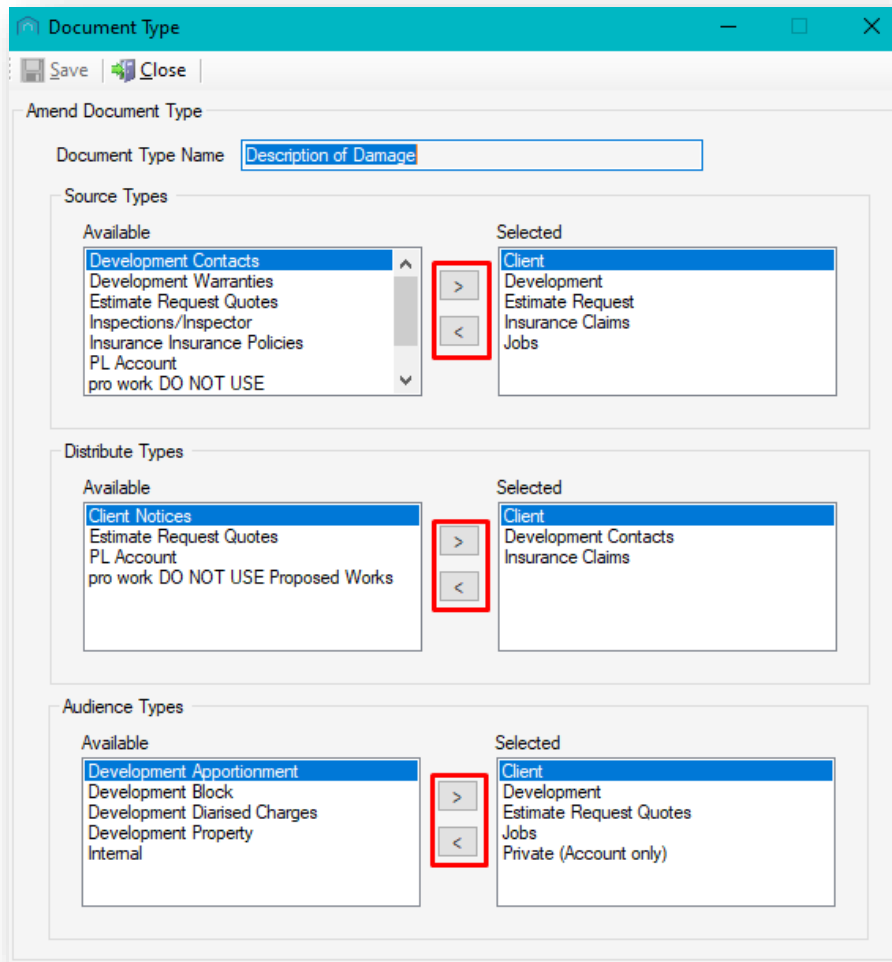 Document Type
Save Close
Amend Document Type
Document Type Name Description of Damage
Source Types
Available
Development Contacts
Development Warranties
Estimate Request Quotes
Inspections/Inspector
Insurance Insurance Policies
PL Account
pro work DO NOT USE
>
<
Selected
Client
Development
Estimate Request
Insurance Claims
Jobs
Distribute Types
Available
Client Notices
Estimate Request Quotes
PL Account
pro work DO NOT USE Proposed Works
>
<
Selected
Client
Development Contacts
Insurance Claims
Audience Types
Available
Development Apportionment
Development Block
Development Diarised Charges
Development Property
Internal
>
<
Selected
Client
Development
Estimate Request Quotes
Jobs
Private (Account only)